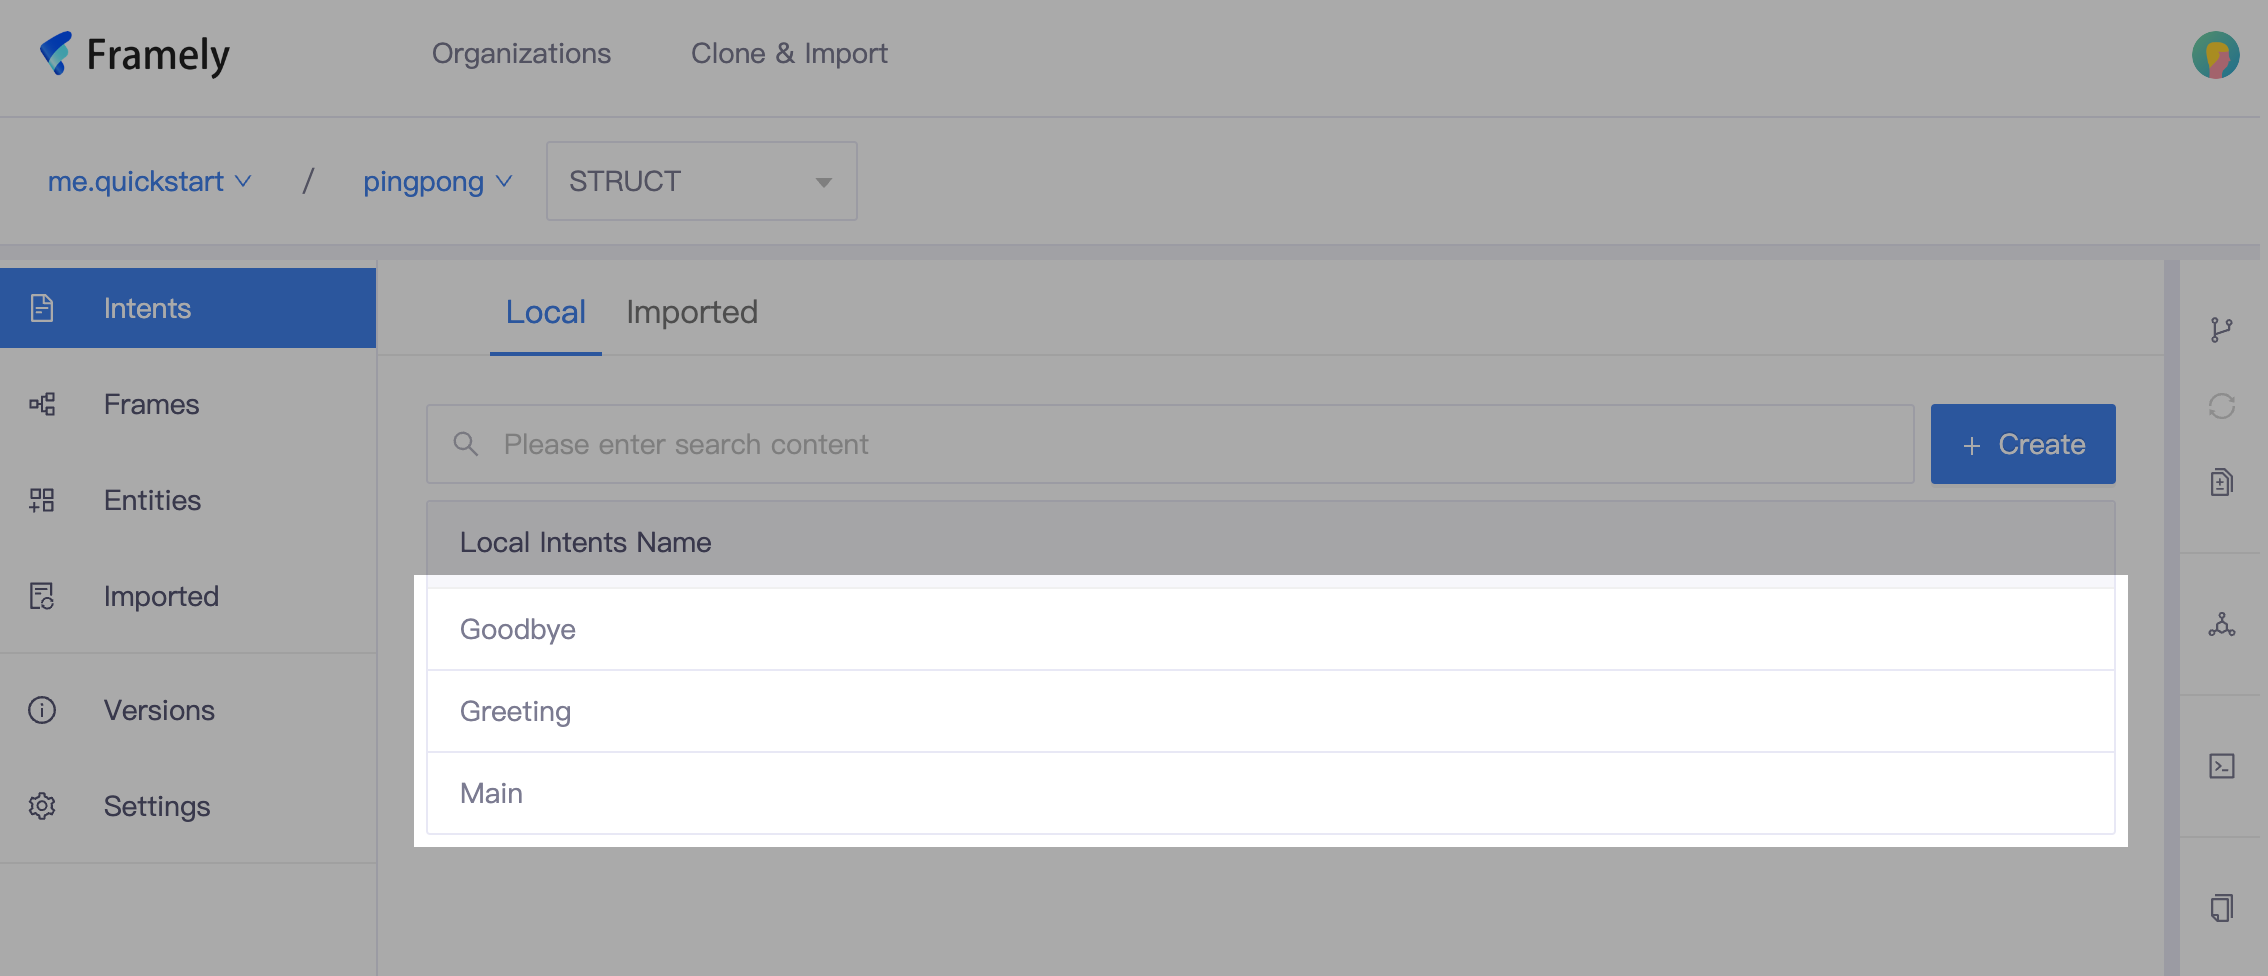 Framely
Organizations
Clone & Import
me.quickstart / pingpong
STRUCT
Intents
Frames
Entities
Imported
Versions
Settings
Local
Imported
Please enter search content
+ Create
Local Intents Name
Goodbye
Greeting
Main